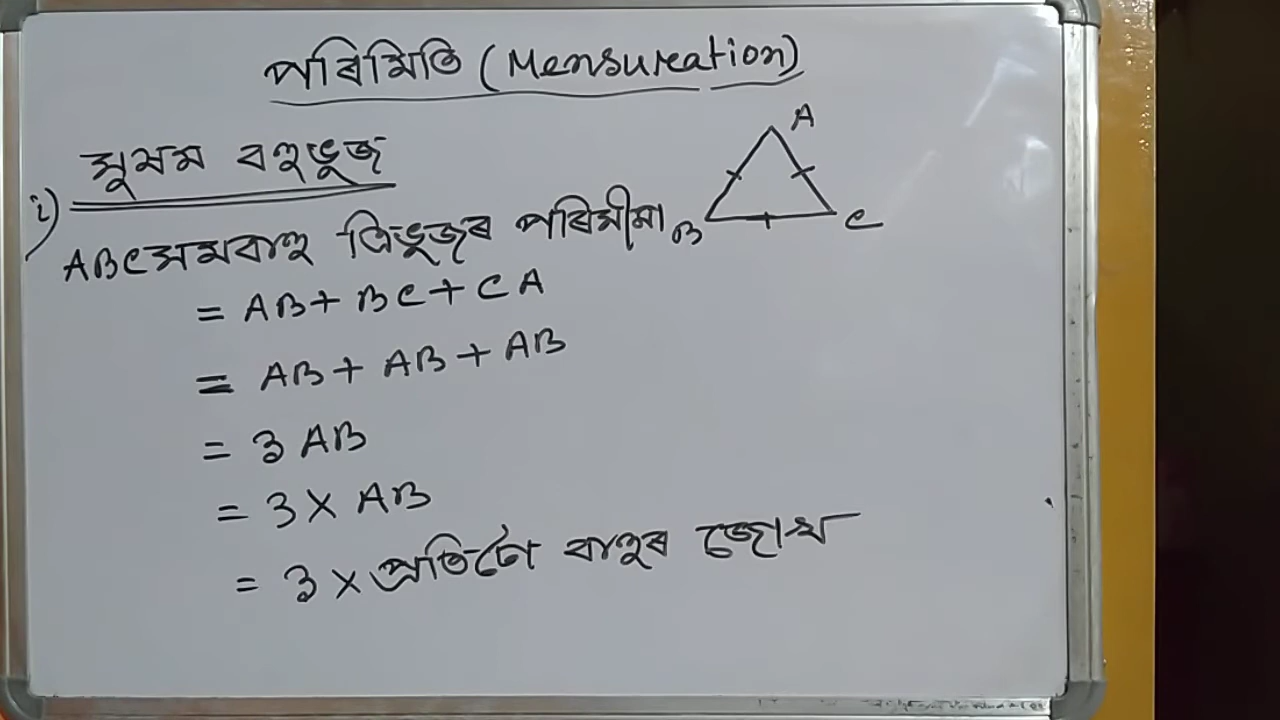 পৰিমিতি (Mensureation)
সুষম বহুভুজ
i)
ABC সমবাহু ত্ৰিভুজৰ পৰিসীমা
A
B
C
= AB + BC + CA
= AB + AB + AB
= 3 AB
= 3 × AB
= 3 × প্ৰতিটো বাহুৰ জোখ